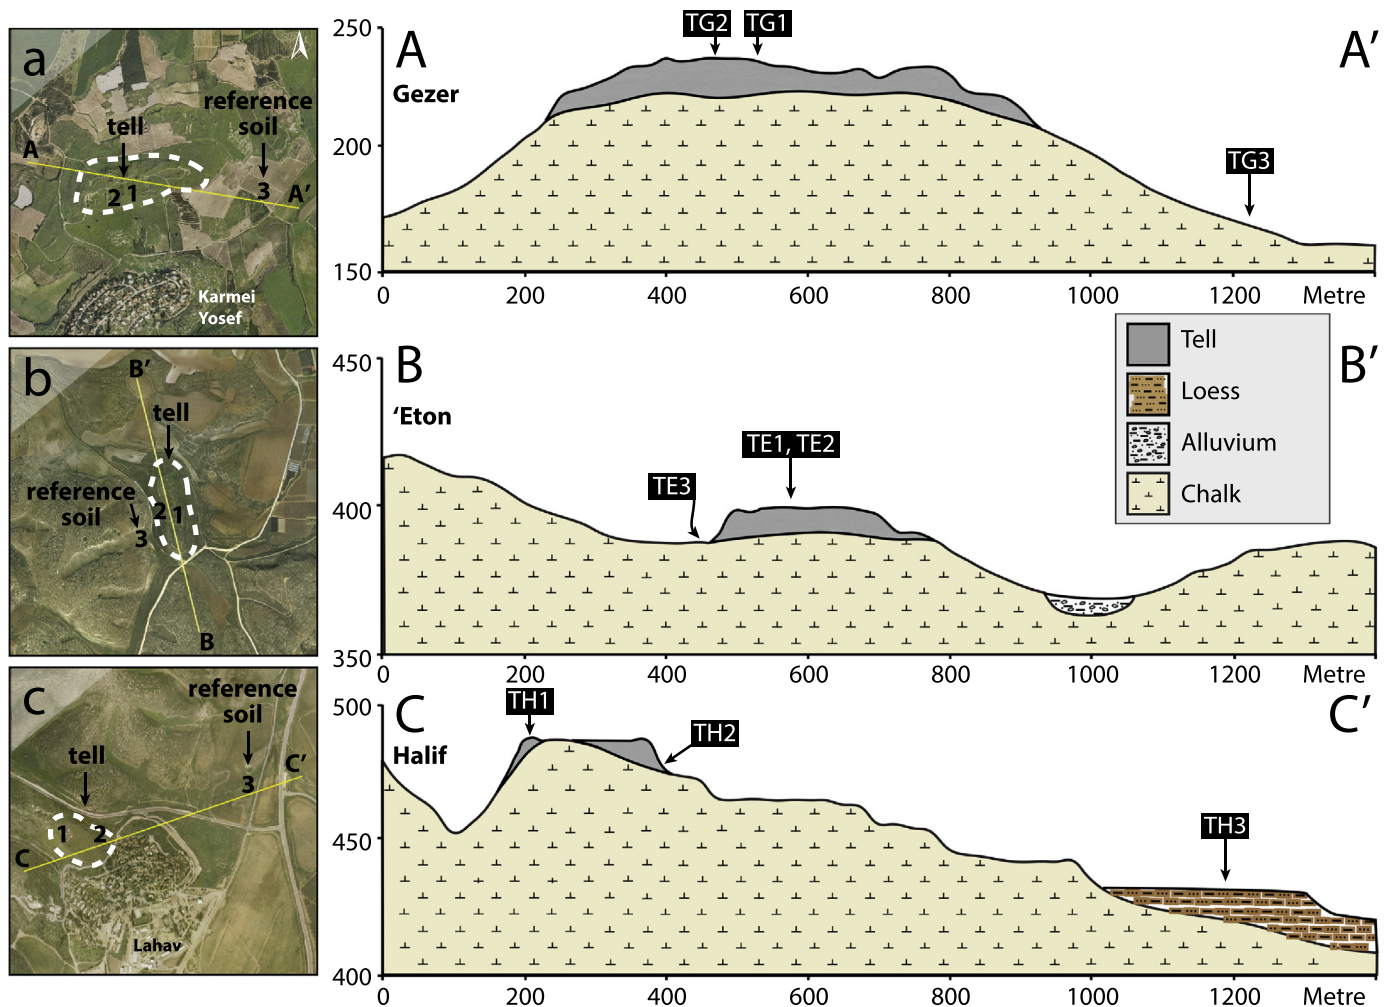 a
reference
soil
tell
A
2 1
3
A'
Karmei
Yosef
250
200
150
A
A'
Gezer
TG2
TG1
TG3
0 200 400 600 800 1000 1200 Metre
b
B'
tell
reference
soil
2 1
3
B
450
400
350
B
B'
'Eton
TE3
TE1, TE2
0 200 400 600 800 1000 1200 Metre
Tell
Loess
Alluvium
Chalk
c
reference
soil
tell
C'
3
1 2
C
Lahav
500
450
400
C
C'
Halif
TH1
TH2
TH3
0 200 400 600 800 1000 1200 Metre